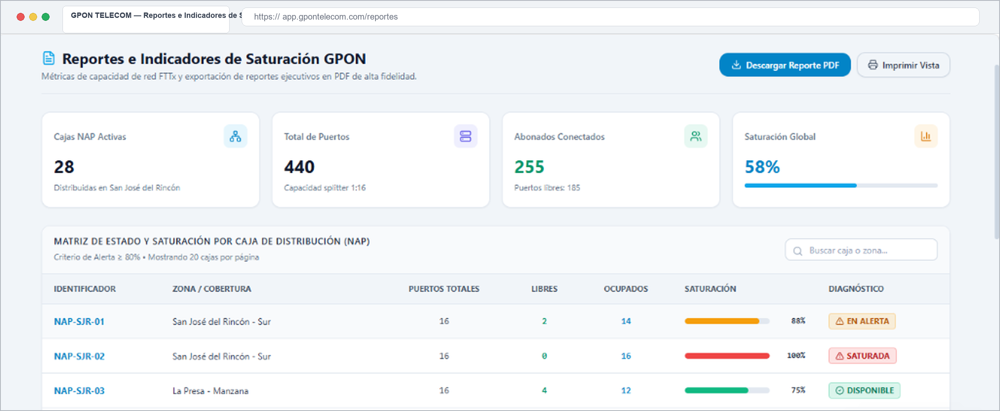 GPON TELECOM — Reportes e Indicadores de S
https:// app.gpontelecom.com/reportes
Reportes e Indicadores de Saturación GPON
Métricas de capacidad de red FTTx y exportación de reportes ejecutivos en PDF de alta fidelidad.
Descargar Reporte PDF
Imprimir Vista
Cajas NAP Activas
28
Distribuidas en San José del Rincón
Total de Puertos
440
Capacidad splitter 1:16
Abonados Conectados
255
Puertos libres: 185
Saturación Global
58%
MATRIZ DE ESTADO Y SATURACIÓN POR CAJA DE DISTRIBUCIÓN (NAP)
Criterio de Alerta ≥ 80% • Mostrando 20 cajas por página
Buscar caja o zona...
IDENTIFICADOR ZONA / COBERTURA PUERTOS TOTALES LIBRES OCUPADOS SATURACIÓN DIAGNÓSTICO
NAP-SJR-01 San José del Rincón - Sur 16 2 14 88% EN ALERTA
NAP-SJR-02 San José del Rincón - Sur 16 0 16 100% SATURADA
NAP-SJR-03 La Presa - Manzana 16 4 12 75% DISPONIBLE